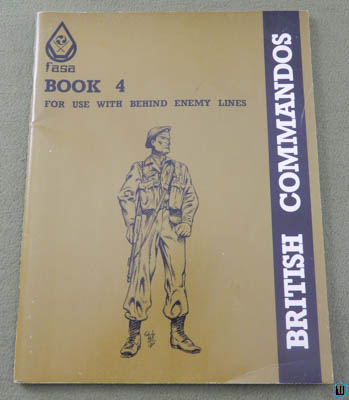 fasa
BOOK 4
FOR USE WITH BEHIND ENEMY LINES
BRITISH COMMANDOS